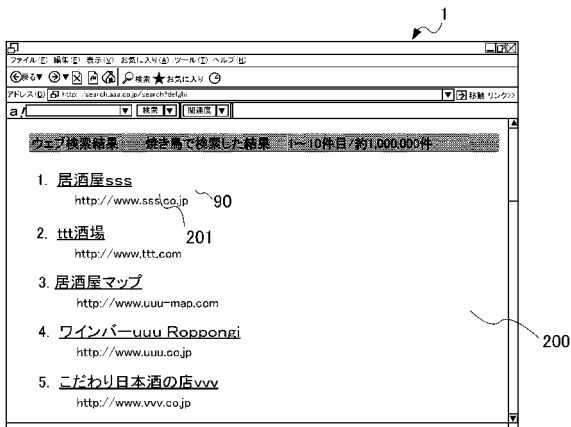 1
ファイル(F) 編集(E) 表示(V) お気に入り(A) ツール(T) ヘルプ(H)
戻る 検索 お気に入り
アドレス(D) http://search.aaa.co.jp/search?defghi 移動 リンク>>
a! 検索 関連度
ウェブ検索結果 焼き鳥で検索した結果 1～10件目/約1,000,000件
1. 居酒屋sss
http://www.sss.co.jp 90
201
2. ttt酒場
http://www.ttt.com
3. 居酒屋マップ
http://www.uuu-map.com
200
4. ワインバーuuu Roppongi
http://www.uuu.co.jp
5. こだわり日本酒の店vvv
http://www.vvv.co.jp